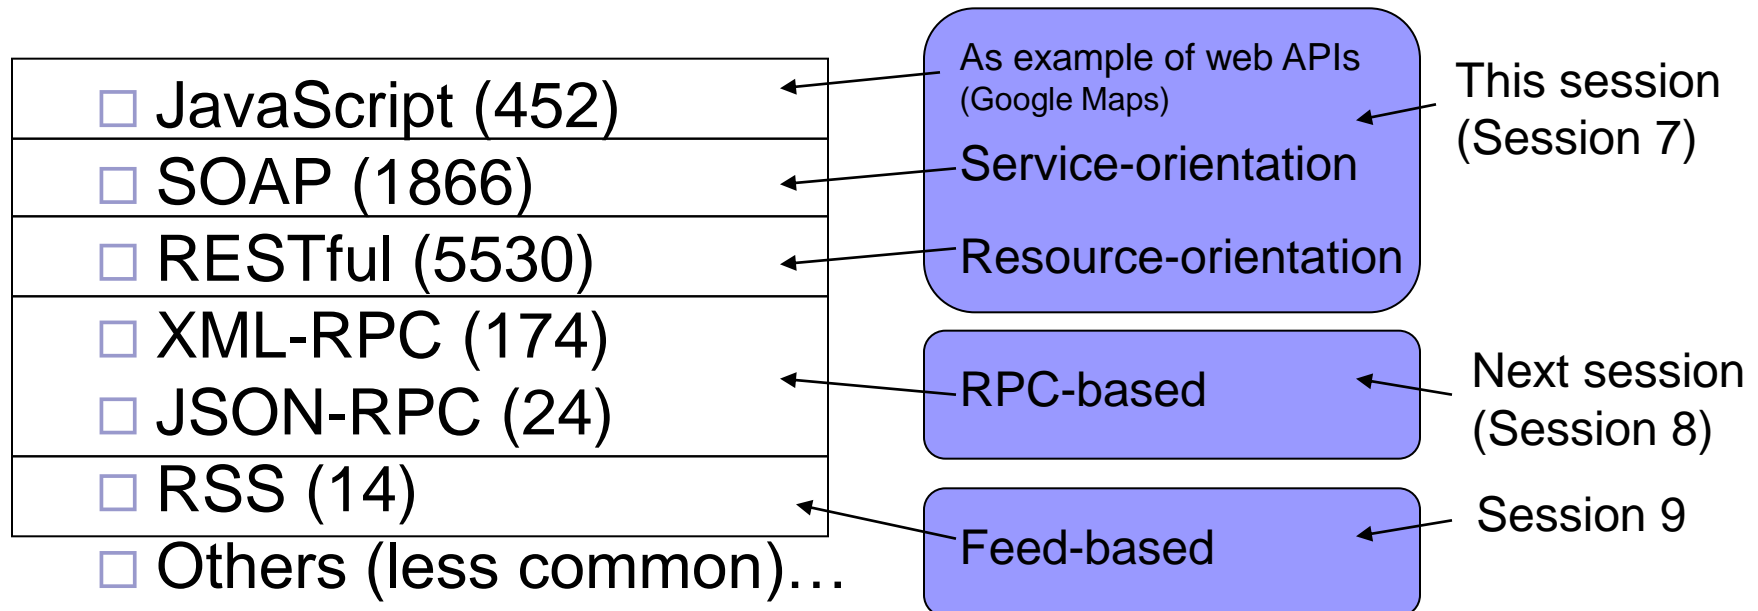 JavaScript (452)
SOAP (1866)
RESTful (5530)
XML-RPC (174)
JSON-RPC (24)
RSS (14)
Others (less common)…
As example of web APIs
(Google Maps)
Service-orientation
Resource-orientation
RPC-based
Feed-based
This session
(Session 7)
Next session
(Session 8)
Session 9